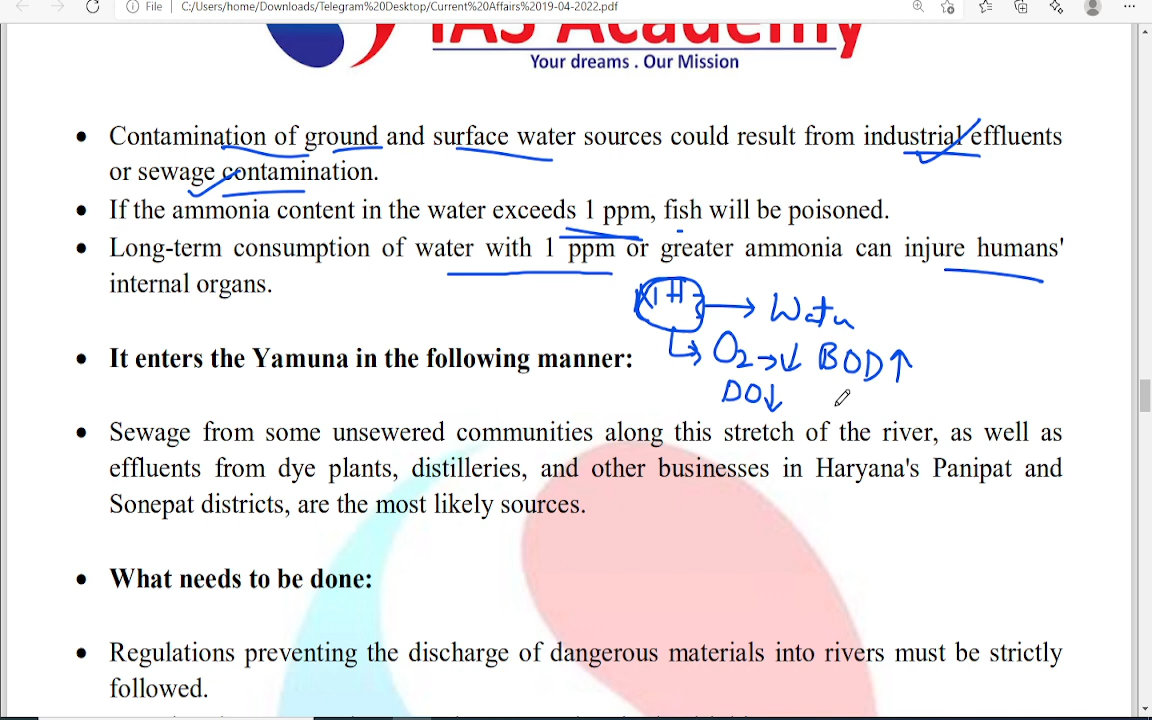 File | C:/Users/home/Downloads/Telegram%20Desktop/Current%20Affairs%2019-04-2022.pdf
IAS Academy
Your dreams . Our Mission
• Contamination of ground and surface water sources could result from industrial effluents
or sewage contamination.
• If the ammonia content in the water exceeds 1 ppm, fish will be poisoned.
• Long-term consumption of water with 1 ppm or greater ammonia can injure humans'
internal organs.
NH3 → Water
• It enters the Yamuna in the following manner:
↳ O2 → ↓ BOD ↑
DO ↓
• Sewage from some unsewered communities along this stretch of the river, as well as
effluents from dye plants, distilleries, and other businesses in Haryana's Panipat and
Sonepat districts, are the most likely sources.
• What needs to be done:
• Regulations preventing the discharge of dangerous materials into rivers must be strictly
followed.